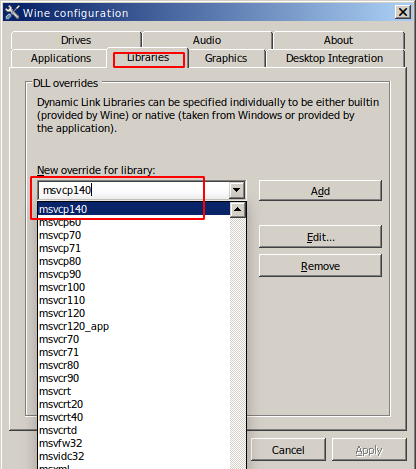 Wine configuration
Drives Audio About
Applications Libraries Graphics Desktop Integration
DLL overrides
Dynamic Link Libraries can be specified individually to be either builtin
(provided by Wine) or native (taken from Windows or provided by
the application).
New override for library:
msvcp140 Add
msvcp140
msvcp60
msvcp70 Edit...
msvcp71
msvcp80 Remove
msvcp90
msvcr100
msvcr110
msvcr120
msvcr120_app
msvcr70
msvcr71
msvcr80
msvcr90
msvcrt
msvcrt20
msvcrt40
msvcrtd
msvfw32 Cancel Apply
msvidc32